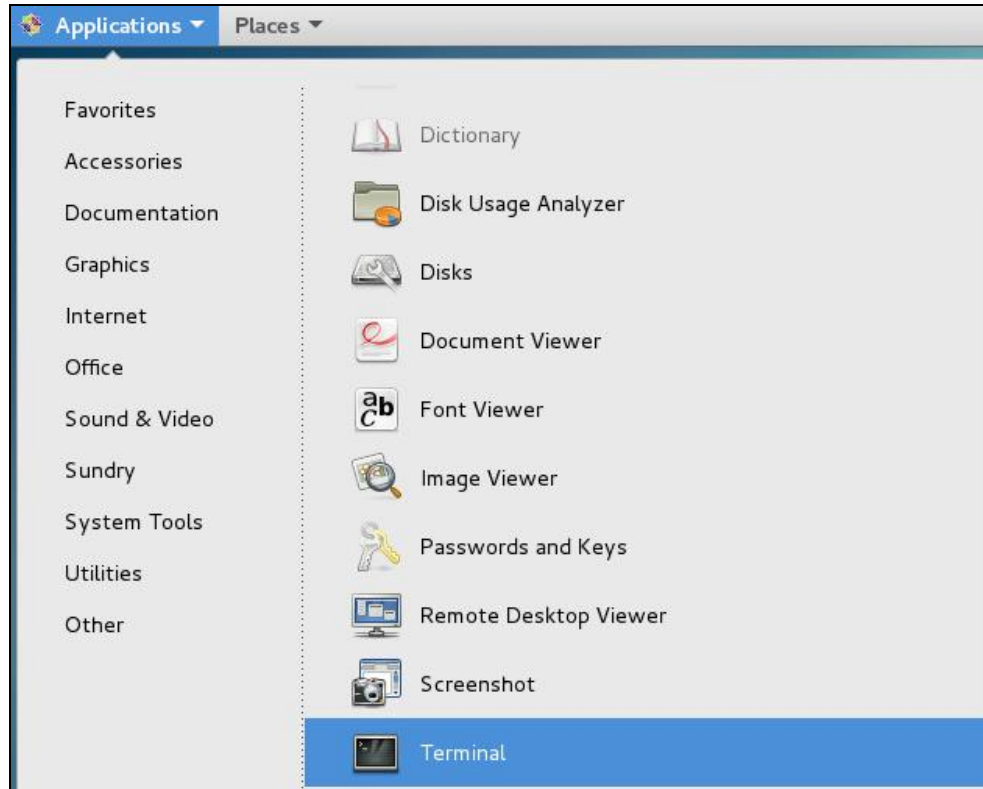 Applications Places
Favorites
Accessories
Documentation
Graphics
Internet
Office
Sound & Video
Sundry
System Tools
Utilities
Other
Dictionary
Disk Usage Analyzer
Disks
Document Viewer
a b c
Font Viewer
Image Viewer
Passwords and Keys
Remote Desktop Viewer
Screenshot
Terminal